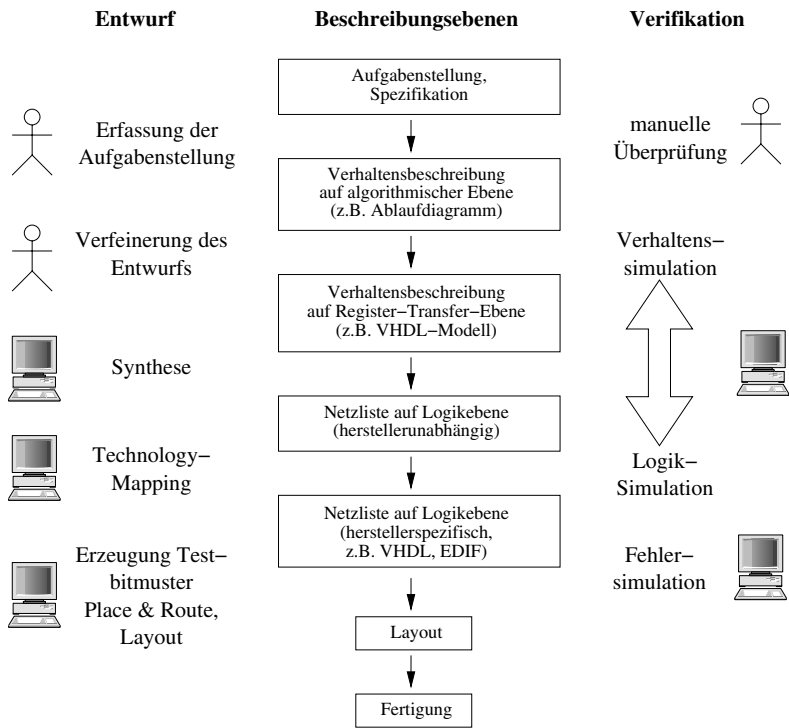 Entwurf
Beschreibungsebenen
Verifikation
Aufgabenstellung,
Spezifikation
Erfassung der
Aufgabenstellung
manuelle
Überprüfung
Verhaltensbeschreibung
auf algorithmischer Ebene
(z.B. Ablaufdiagramm)
Verfeinerung des
Entwurfs
Verhaltens−
simulation
Verhaltensbeschreibung
auf Register−Transfer−Ebene
(z.B. VHDL−Modell)
Synthese
Netzliste auf Logikebene
(herstellerunabhängig)
Technology−
Mapping
Logik−
Simulation
Netzliste auf Logikebene
(herstellerspezifisch,
z.B. VHDL, EDIF)
Erzeugung Test−
bitmuster
Place & Route,
Layout
Fehler−
simulation
Layout
Fertigung